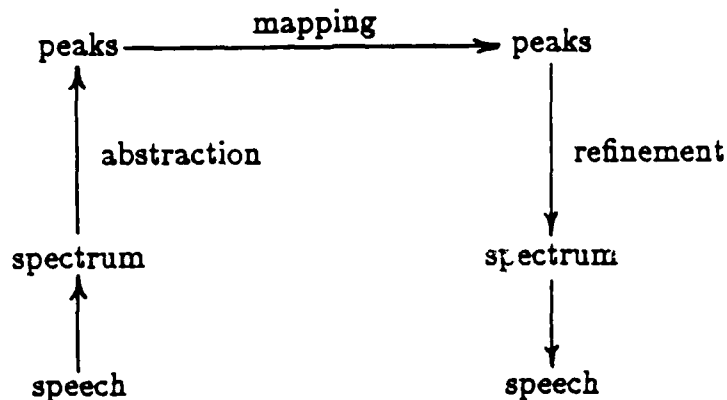 mapping
peaks peaks
abstraction refinement
spectrum spectrum
speech speech